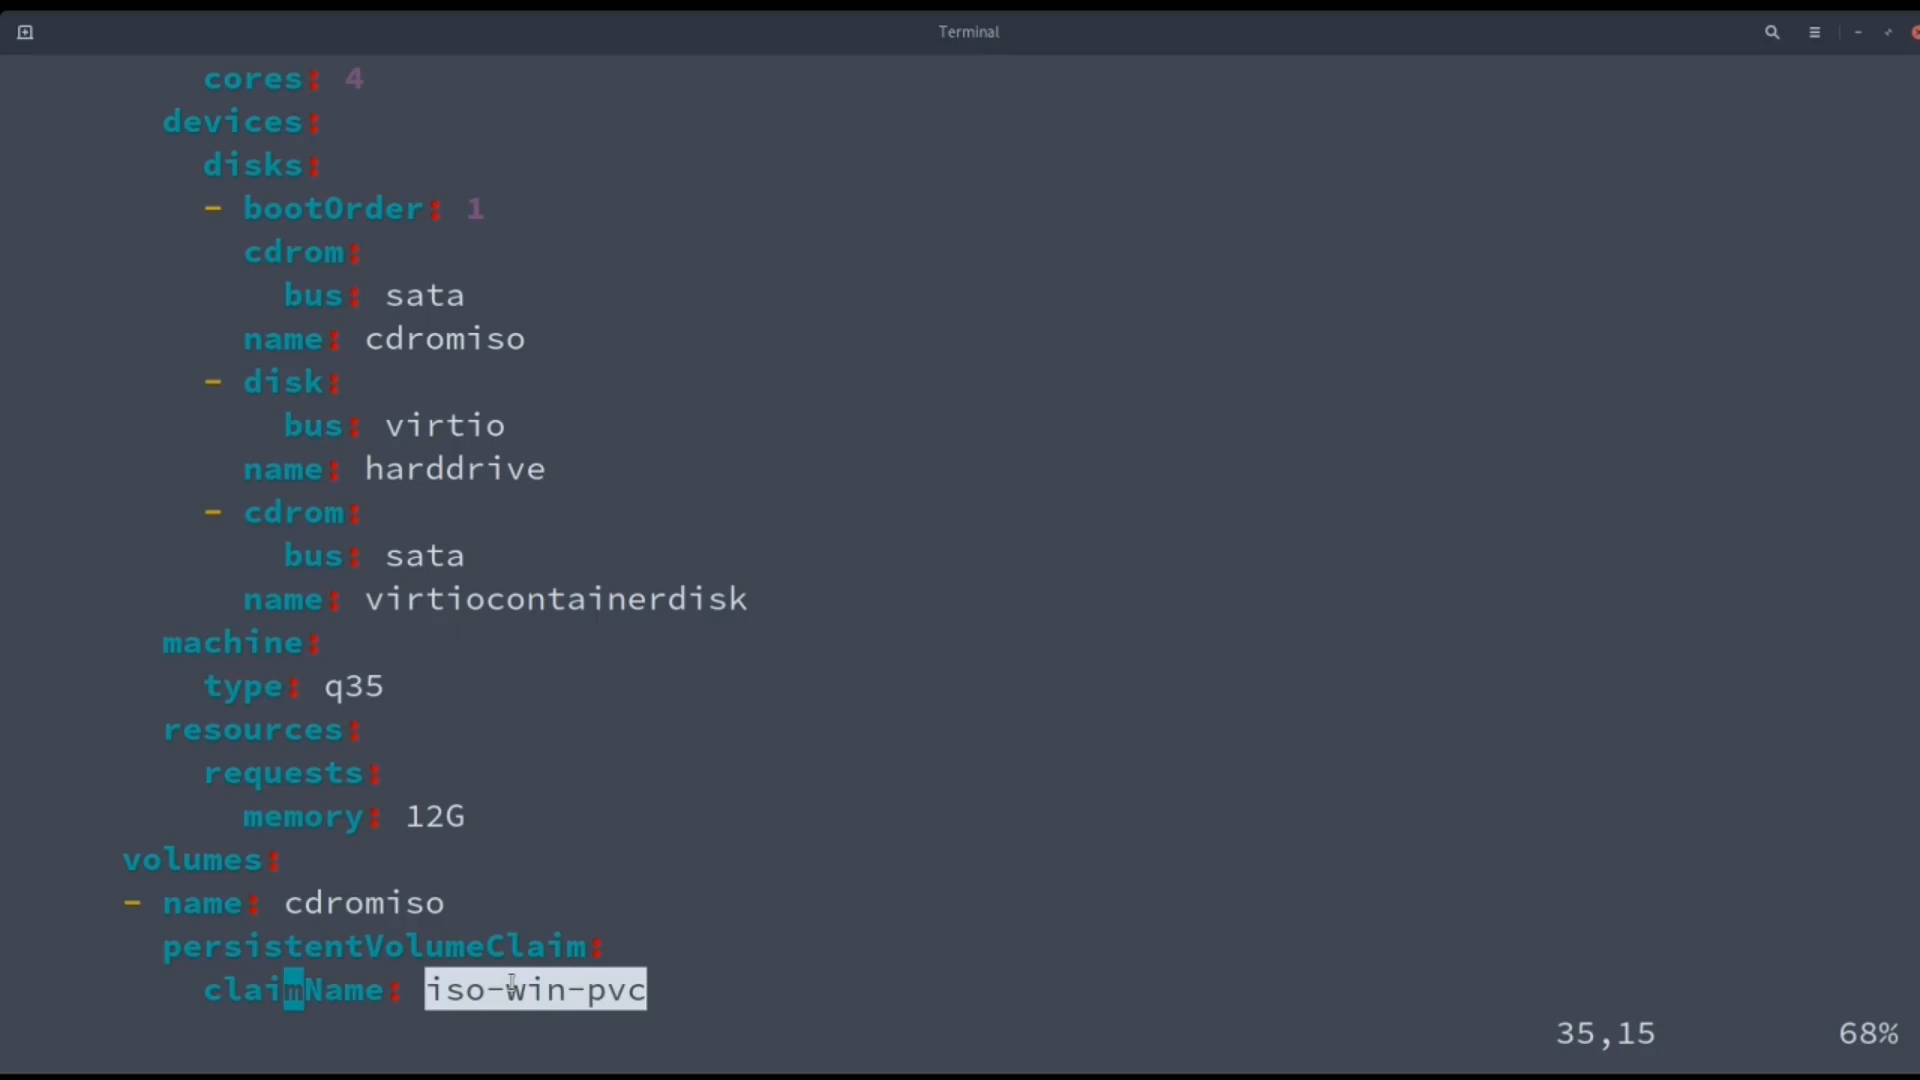 Terminal
cores: 4
devices:
disks:
- bootOrder: 1
cdrom:
bus: sata
name: cdromiso
- disk:
bus: virtio
name: harddrive
- cdrom:
bus: sata
name: virtiocontainerdisk
machine:
type: q35
resources:
requests:
memory: 12G
volumes:
- name: cdromiso
persistentVolumeClaim:
claimName: iso-win-pvc
35,15 68%